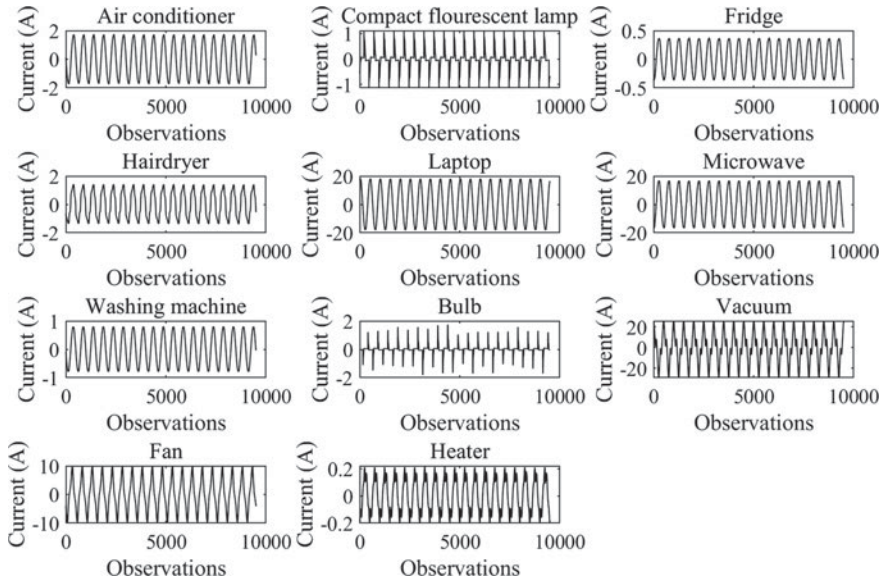 Air conditioner
Current (A)
2
0
-2
0 5000 10000
Observations
Compact flourescent lamp
Current (A)
1
0
-1
0 5000 10000
Observations
Fridge
Current (A)
0.5
0
-0.5
0 5000 10000
Observations
Hairdryer
Current (A)
2
0
-2
0 5000 10000
Observations
Laptop
Current (A)
20
0
-20
0 5000 10000
Observations
Microwave
Current (A)
20
0
-20
0 5000 10000
Observations
Washing machine
Current (A)
1
0
-1
0 5000 10000
Observations
Bulb
Current (A)
2
0
-2
0 5000 10000
Observations
Vacuum
Current (A)
20
0
-20
0 5000 10000
Observations
Fan
Current (A)
10
0
-10
0 5000 10000
Observations
Heater
Current (A)
0.2
0
-0.2
0 5000 10000
Observations